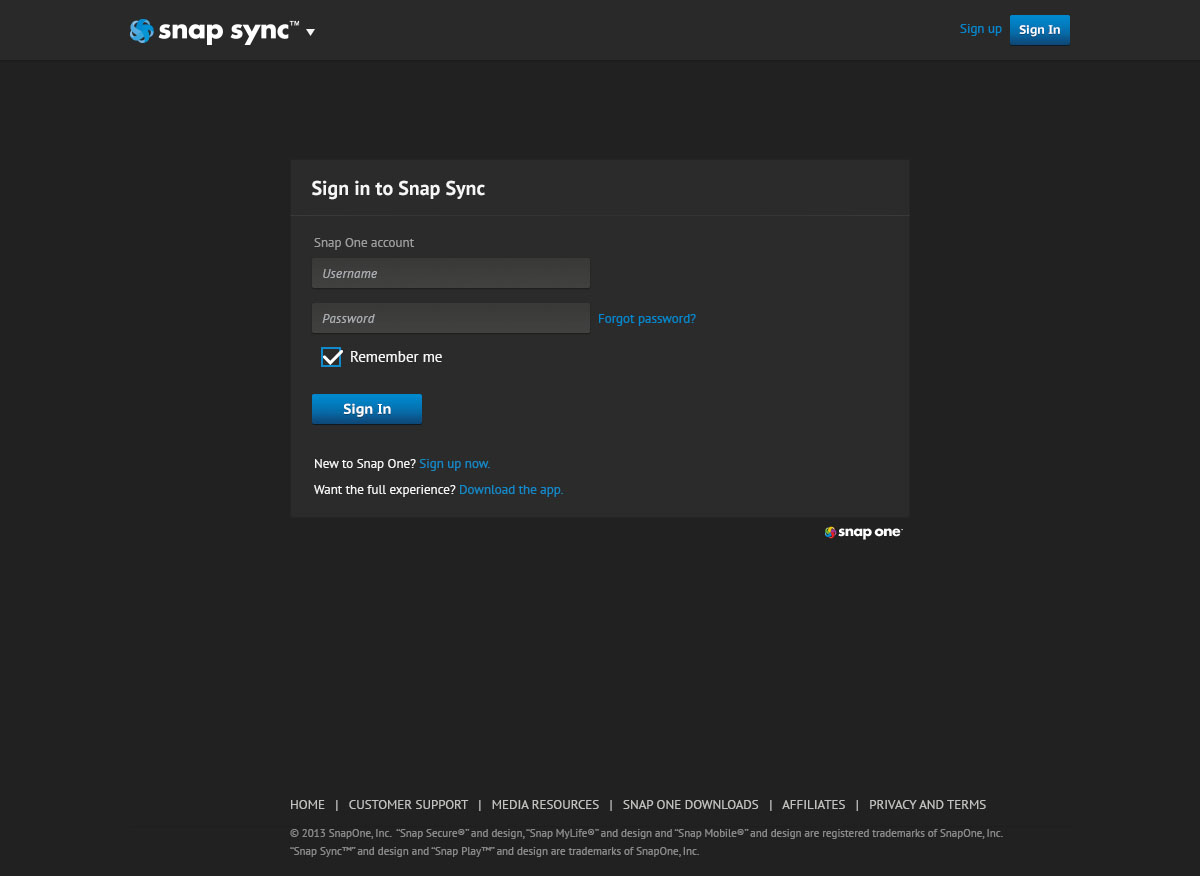 snap sync™
Sign up
Sign In
Sign in to Snap Sync
Snap One account
Username
Password
Forgot password?
Remember me
Sign In
New to Snap One? Sign up now.
Want the full experience? Download the app.
snap one
HOME | CUSTOMER SUPPORT | MEDIA RESOURCES | SNAP ONE DOWNLOADS | AFFILIATES | PRIVACY AND TERMS
© 2013 SnapOne, Inc. “Snap Secure®” and design, “Snap MyLife®” and design and “Snap Mobile®” and design are registered trademarks of SnapOne, Inc.
“Snap Sync™” and design and “Snap Play™” and design are trademarks of SnapOne, Inc.